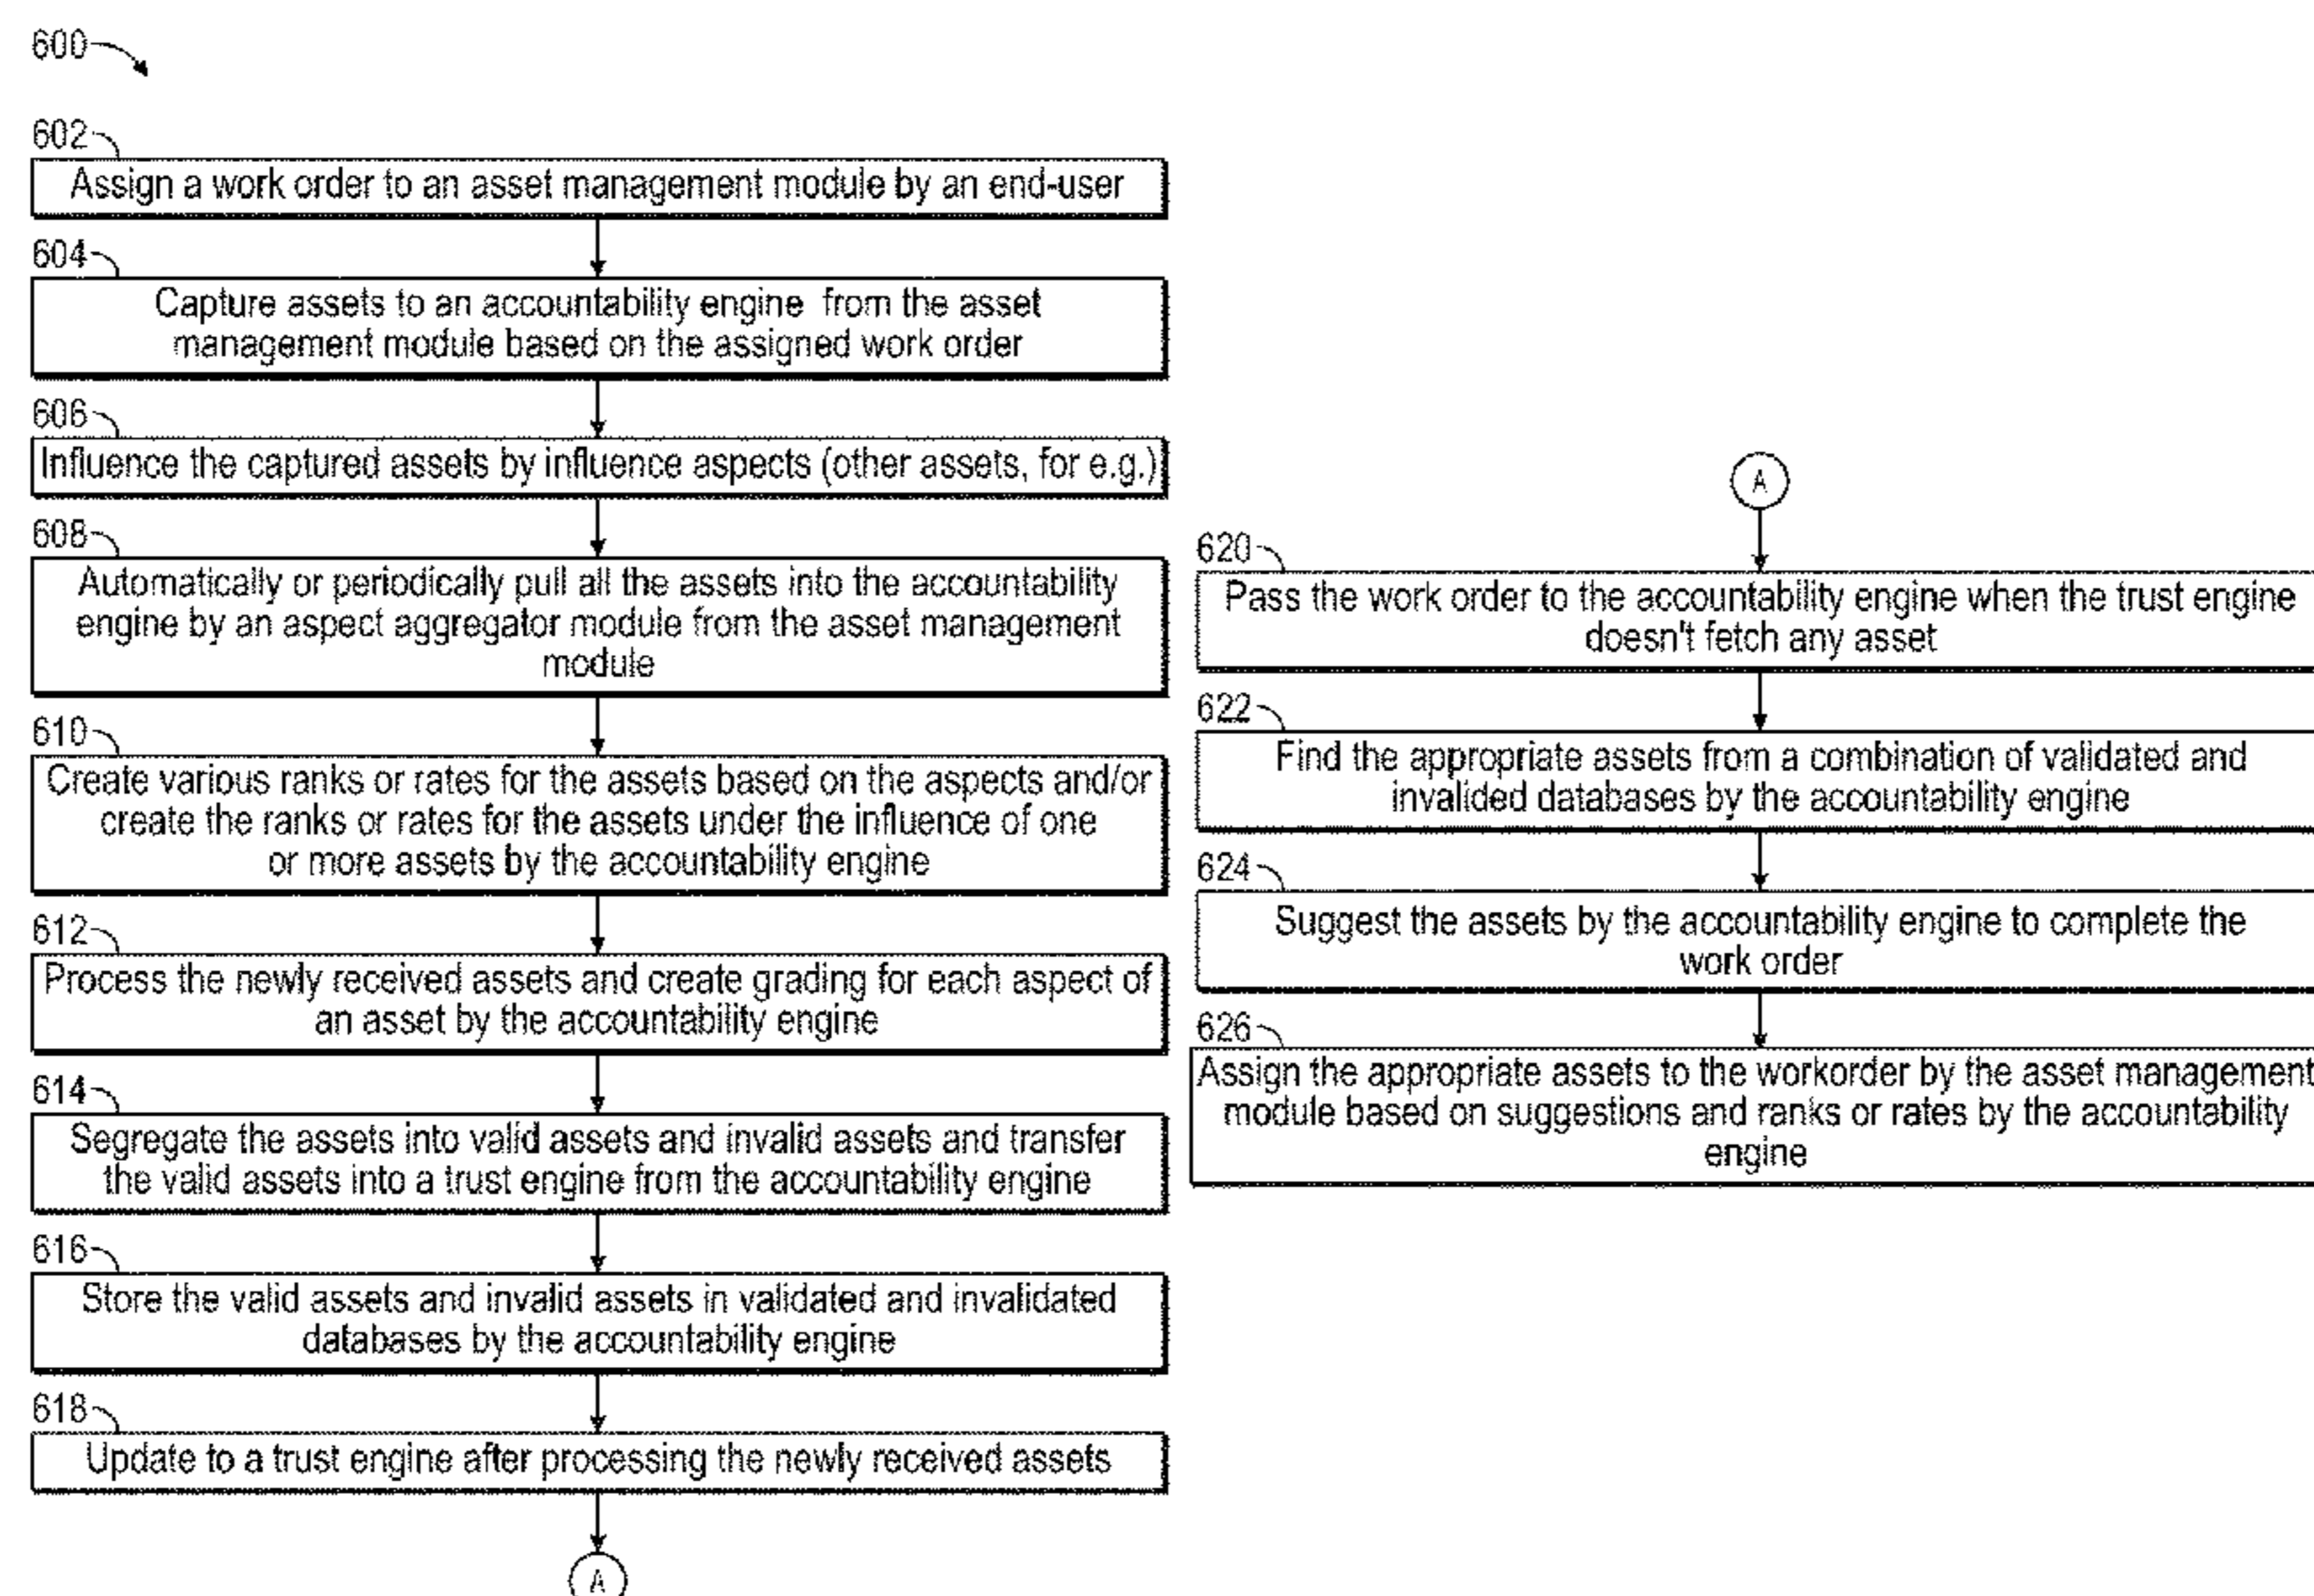 600
602
Assign a work order to an asset management module by an end-user
604
Capture assets to an accountability engine from the asset
management module based on the assigned work order
606
Influence the captured assets by influence aspects (other assets, for e.g.)
608
Automatically or periodically pull all the assets into the accountability
engine by an aspect aggregator module from the asset management
module
610
Create various ranks or rates for the assets based on the aspects and/or
create the ranks or rates for the assets under the influence of one
or more assets by the accountability engine
612
Process the newly received assets and create grading for each aspect of
an asset by the accountability engine
614
Segregate the assets into valid assets and invalid assets and transfer
the valid assets into a trust engine from the accountability engine
616
Store the valid assets and invalid assets in validated and invalidated
databases by the accountability engine
618
Update to a trust engine after processing the newly received assets
A
A
620
Pass the work order to the accountability engine when the trust engine
doesn't fetch any asset
622
Find the appropriate assets from a combination of validated and
invalided databases by the accountability engine
624
Suggest the assets by the accountability engine to complete the
work order
626
Assign the appropriate assets to the workorder by the asset management
module based on suggestions and ranks or rates by the accountability
engine